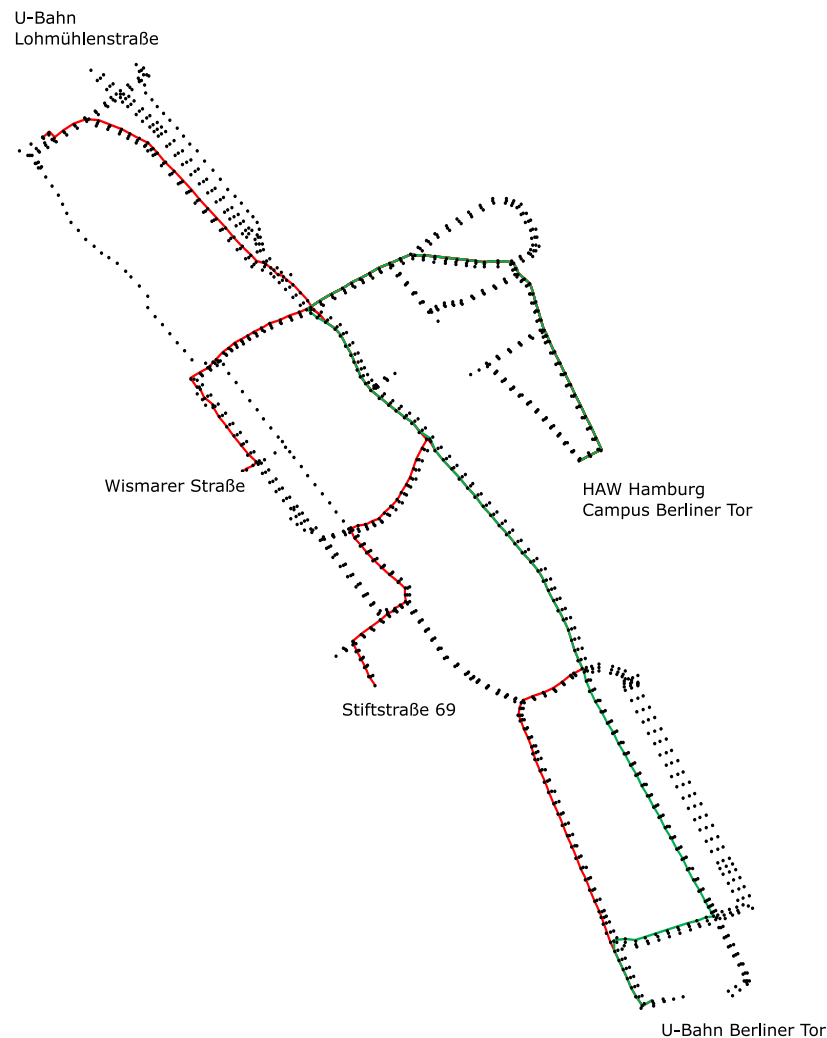 U-Bahn
Lohmühlenstraße
Wismarer Straße
HAW Hamburg
Campus Berliner Tor
Stiftstraße 69
U-Bahn Berliner Tor